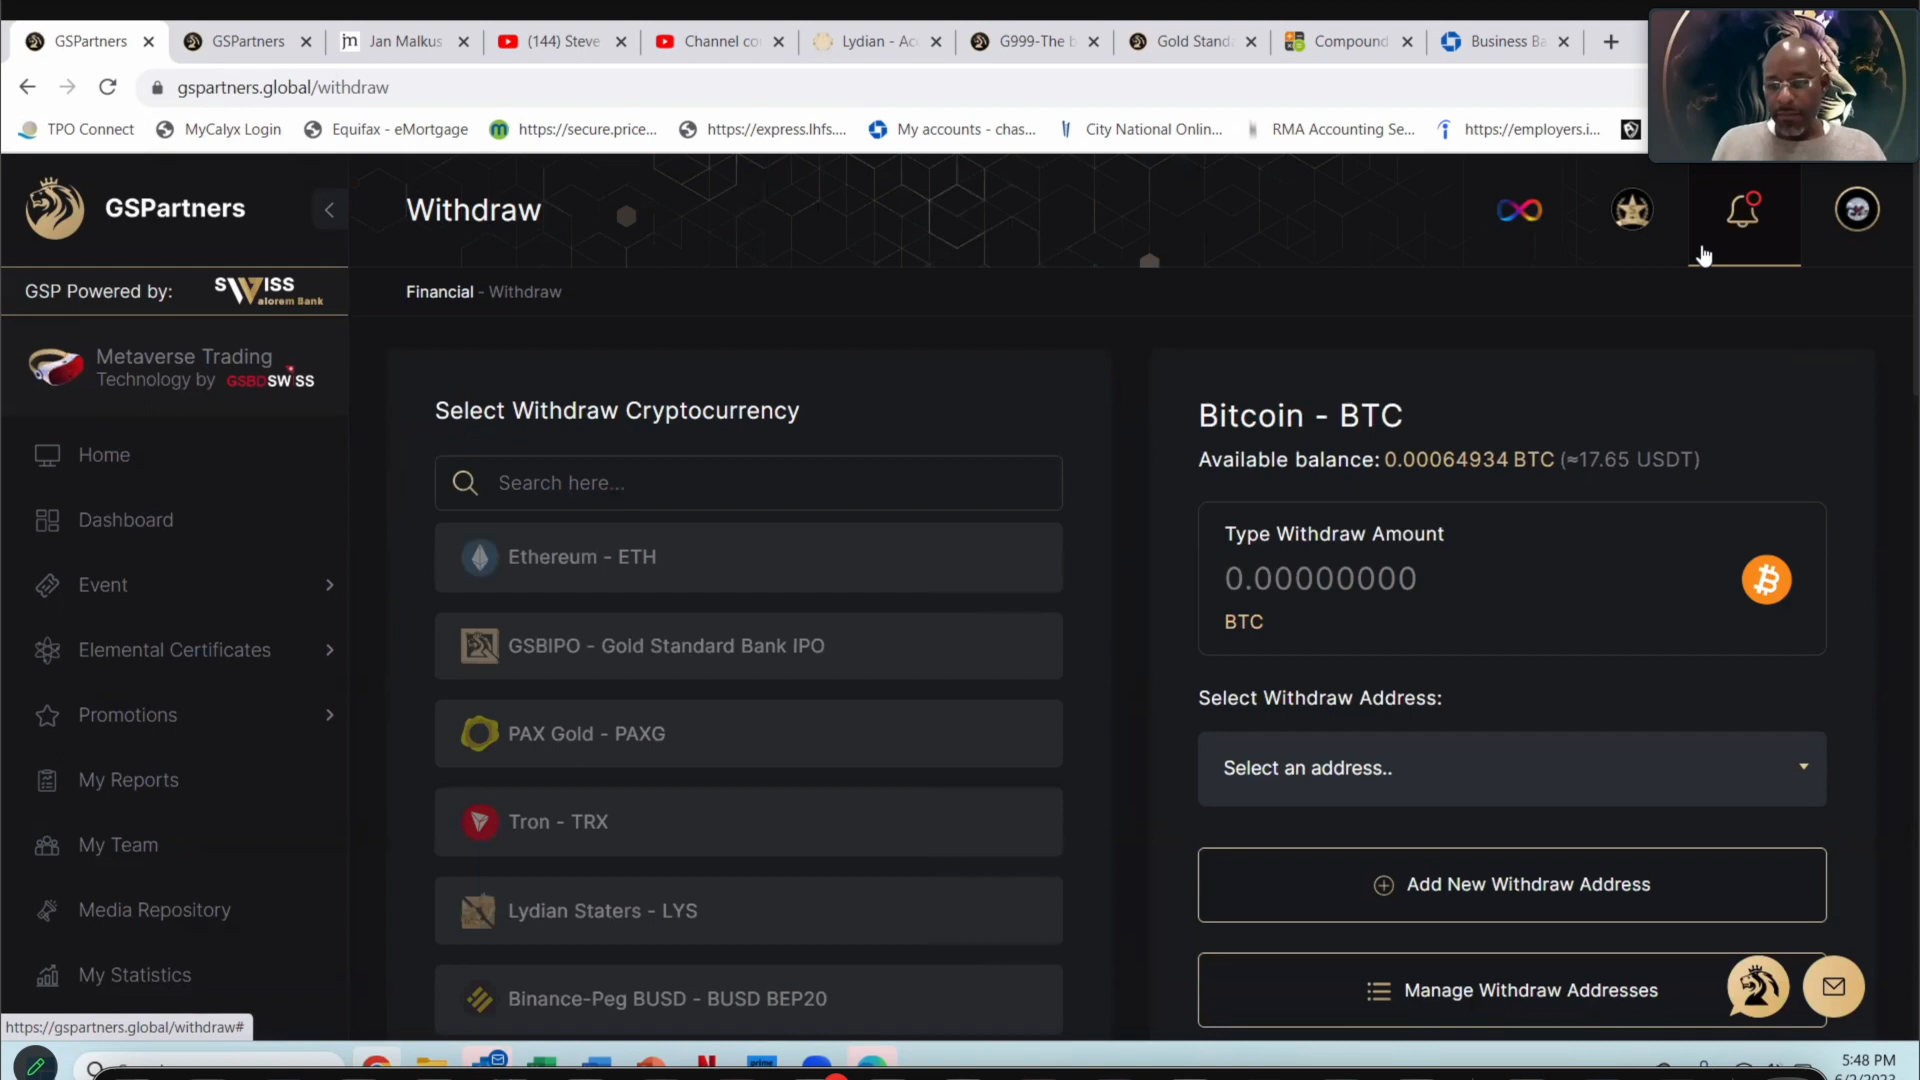 GSPartners
GSPartners
jm Jan Malkus
(144) Steve
Channel co
Lydian - Ac
G999-The b
Gold Stand
Compound
Business Ba
gspartners.global/withdraw
TPO Connect
MyCalyx Login
Equifax - eMortgage
https://secure.price...
https://express.lhfs....
My accounts - chas...
City National Onlin...
RMA Accounting Se...
https://employers.i...
GSPartners
Withdraw
GSP Powered by:
SWISS
alorem Bank
Financial - Withdraw
Metaverse Trading
Technology by GSBDSWISS
Home
Dashboard
Event
Elemental Certificates
Promotions
My Reports
My Team
Media Repository
My Statistics
Select Withdraw Cryptocurrency
Search here...
Ethereum - ETH
GSBIPO - Gold Standard Bank IPO
PAX Gold - PAXG
Tron - TRX
Lydian Staters - LYS
Binance-Peg BUSD - BUSD BEP20
Bitcoin - BTC
Available balance: 0.00064934 BTC (≈17.65 USDT)
Type Withdraw Amount
0.00000000
BTC
Select Withdraw Address:
Select an address..
Add New Withdraw Address
Manage Withdraw Addresses
https://gspartners.global/withdraw#
prime
5:48 PM